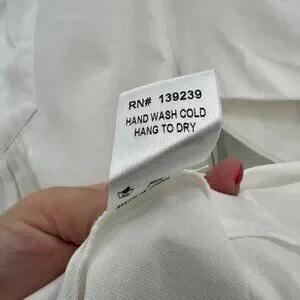 RN# 139239
HAND WASH COLD
HANG TO DRY